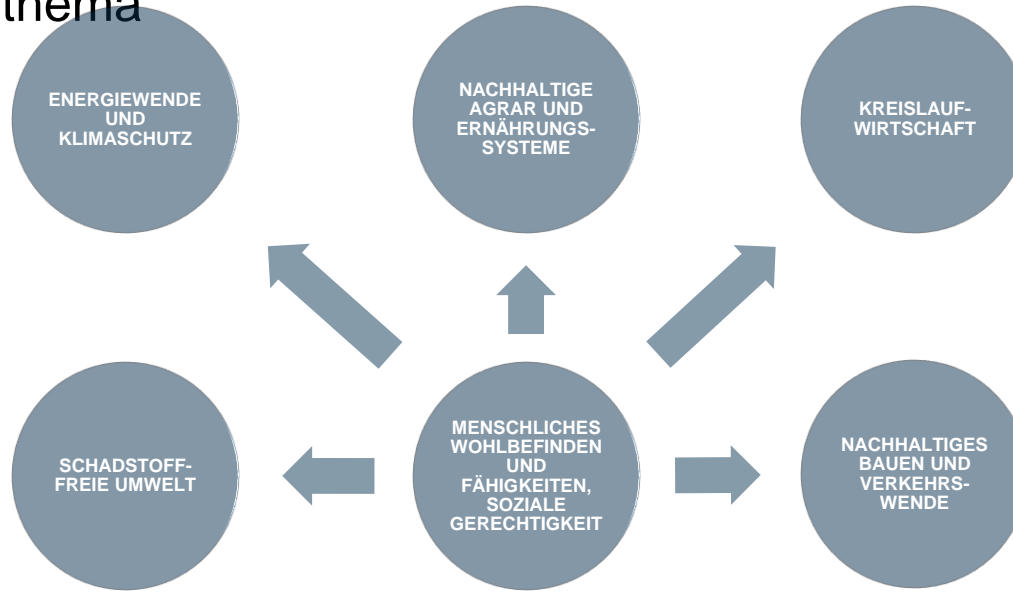 thema
ENERGIEWENDE
UND
KLIMASCHUTZ
NACHHALTIGE
AGRAR UND
ERNÄHRUNGS-
SYSTEME
KREISLAUF-
WIRTSCHAFT
SCHADSTOFF-
FREIE UMWELT
MENSCHLICHES
WOHLBEFINDEN
UND
FÄHIGKEITEN,
SOZIALE
GERECHTIGKEIT
NACHHALTIGES
BAUEN UND
VERKEHRS-
WENDE